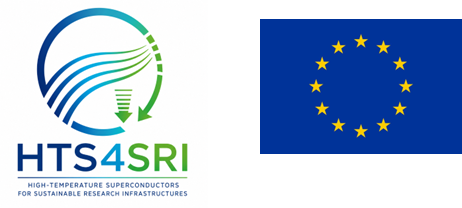 HTS4SRI
HIGH-TEMPERATURE SUPERCONDUCTORS
FOR SUSTAINABLE RESEARCH INFRASTRUCTURES